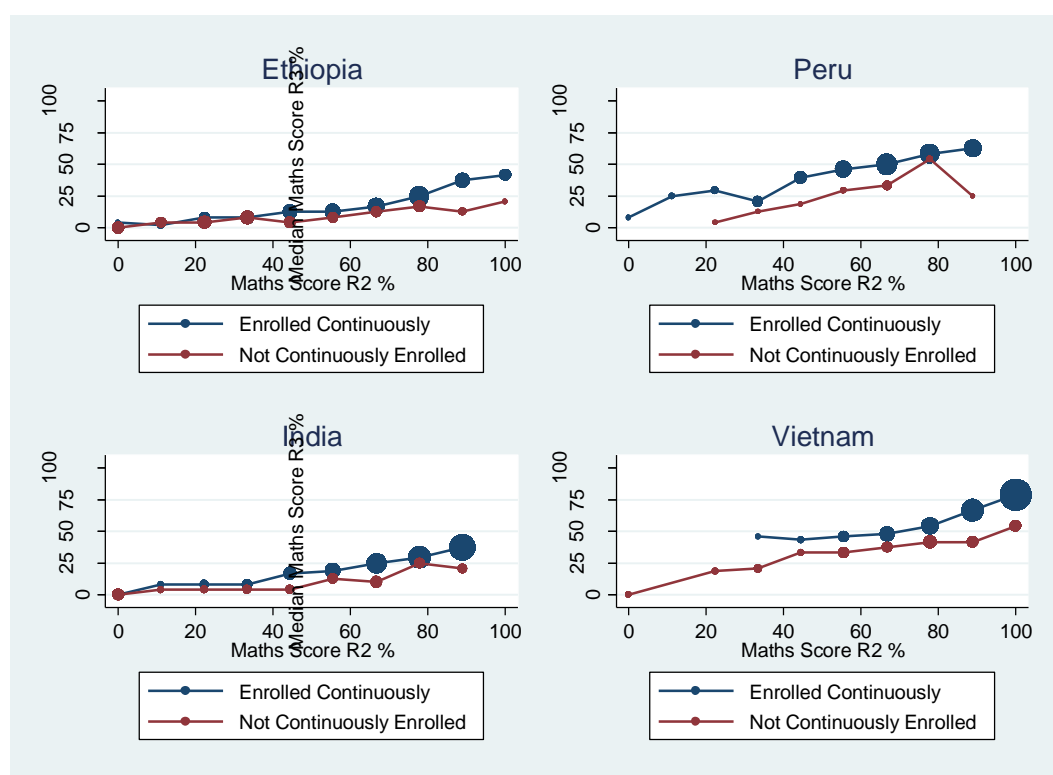 Ethiopia
Median Maths Score R3 %
100
75
50
25
0
0 20 40 60 80 100
Maths Score R2 %
Enrolled Continuously
Not Continuously Enrolled
Peru
100
75
50
25
0
0 20 40 60 80 100
Maths Score R2 %
Enrolled Continuously
Not Continuously Enrolled
India
Median Maths Score R3 %
100
75
50
25
0
0 20 40 60 80 100
Maths Score R2 %
Enrolled Continuously
Not Continuously Enrolled
Vietnam
100
75
50
25
0
0 20 40 60 80 100
Maths Score R2 %
Enrolled Continuously
Not Continuously Enrolled